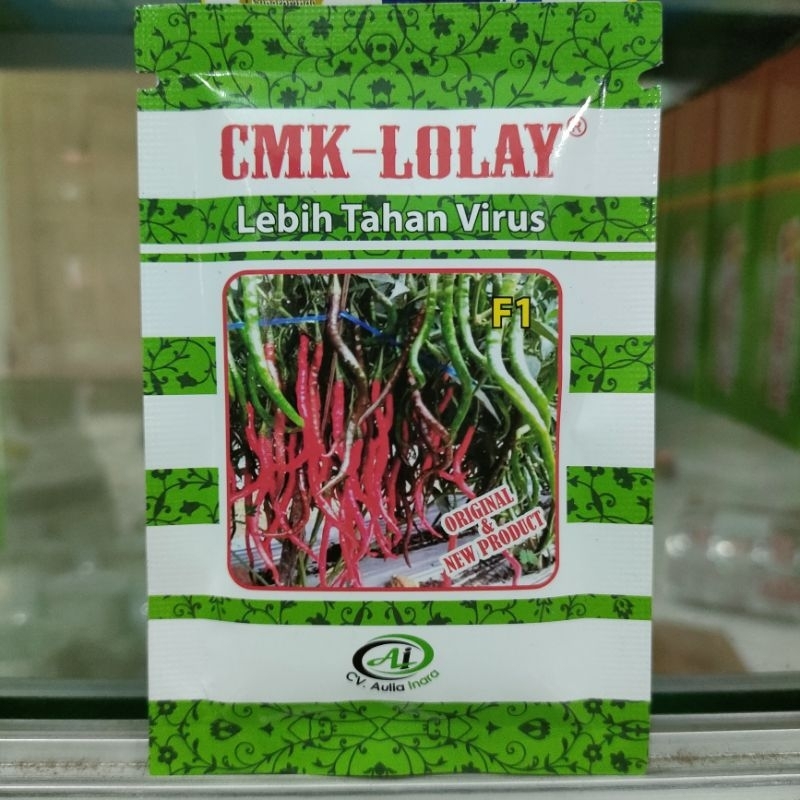 CMK-LOLAY®
Lebih Tahan Virus
F1
ORIGINAL
&
NEW PRODUCT
Ai
CV. Aulia Inara